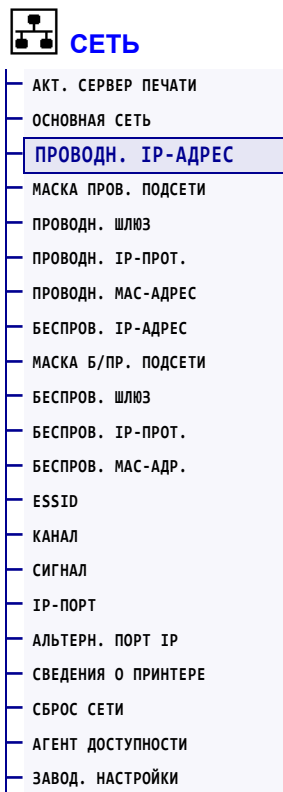 СЕТЬ
АКТ. СЕРВЕР ПЕЧАТИ
ОСНОВНАЯ СЕТЬ
ПРОВОДН. IP-АДРЕС
МАСКА ПРОВ. ПОДСЕТИ
ПРОВОДН. ШЛЮЗ
ПРОВОДН. IP-ПРОТ.
ПРОВОДН. MAC-АДРЕС
БЕСПРОВ. IP-АДРЕС
МАСКА Б/ПР. ПОДСЕТИ
БЕСПРОВ. ШЛЮЗ
БЕСПРОВ. IP-ПРОТ.
БЕСПРОВ. MAC-АДР.
ESSID
КАНАЛ
СИГНАЛ
IP-ПОРТ
АЛЬТЕРН. ПОРТ IP
СВЕДЕНИЯ О ПРИНТЕРЕ
СБРОС СЕТИ
АГЕНТ ДОСТУПНОСТИ
ЗАВОД. НАСТРОЙКИ